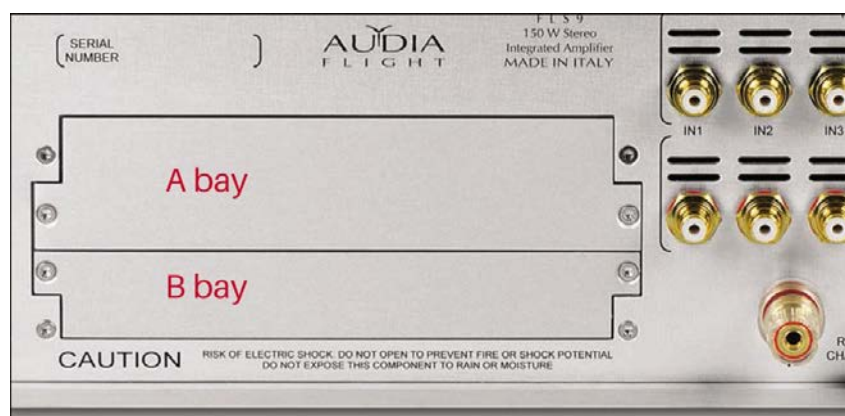 SERIAL
NUMBER
AUDIA
FLIGHT
FLS 9
150 W Stereo
Integrated Amplifier
MADE IN ITALY
IN1
IN2
IN3
A bay
B bay
CAUTION
RISK OF ELECTRIC SHOCK. DO NOT OPEN TO PREVENT FIRE OR SHOCK POTENTIAL
DO NOT EXPOSE THIS COMPONENT TO RAIN OR MOISTURE